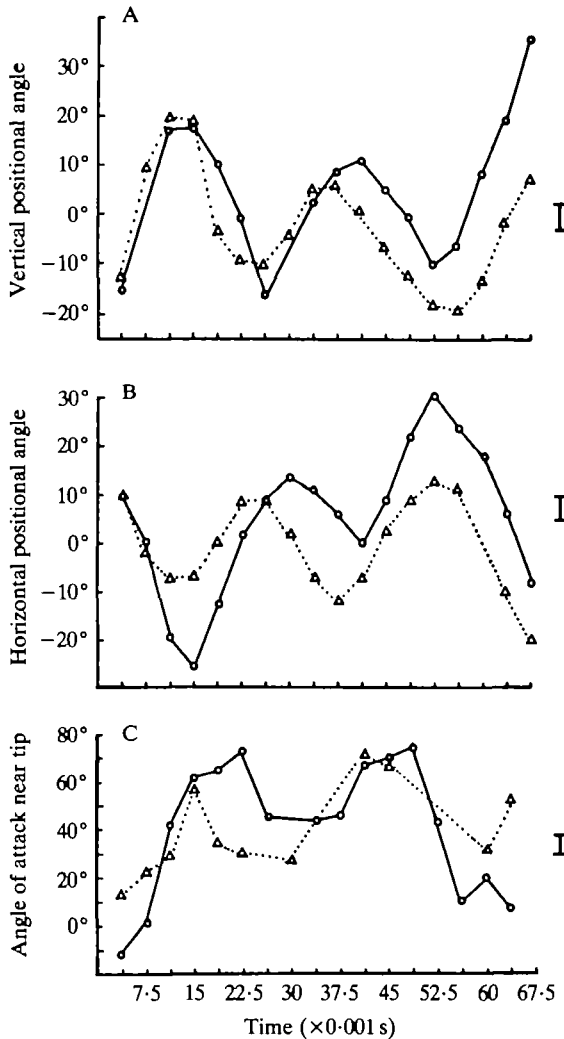 A
30°
20°
10°
0°
−10°
−20°
Vertical positional angle
B
30°
20°
10°
0°
−10°
−20°
Horizontal positional angle
C
80°
60°
40°
20°
0°
Angle of attack near tip
7·5 15 22·5 30 37·5 45 52·5 60 67·5
Time (×0·001 s)